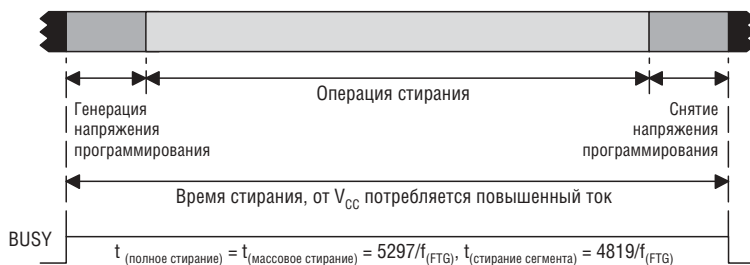 Операция стирания
Генерация
напряжения
программирования
Снятие
напряжения
программирования
Время стирания, от VCC потребляется повышенный ток
BUSY
t (полное стирание) = t(массовое стирание) = 5297/f(FTG), t(стирание сегмента) = 4819/f(FTG)